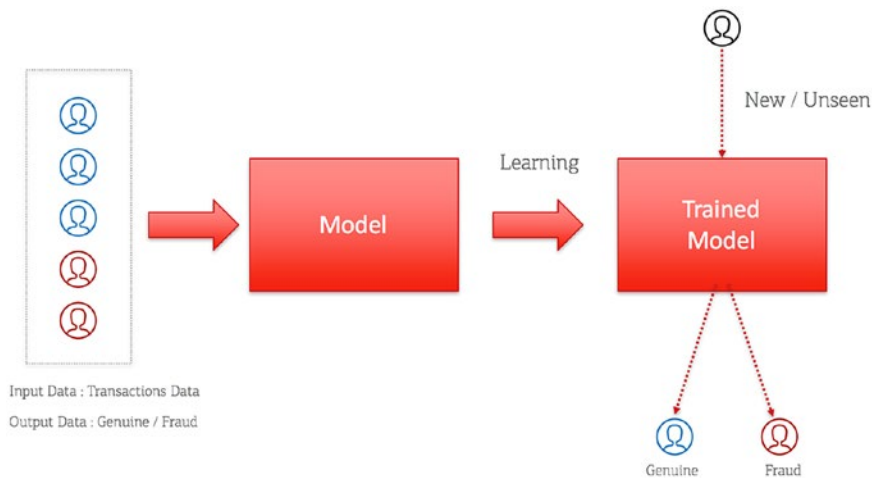 New / Unseen
Learning
Model
Trained
Model
Input Data : Transactions Data
Output Data : Genuine / Fraud
Genuine
Fraud